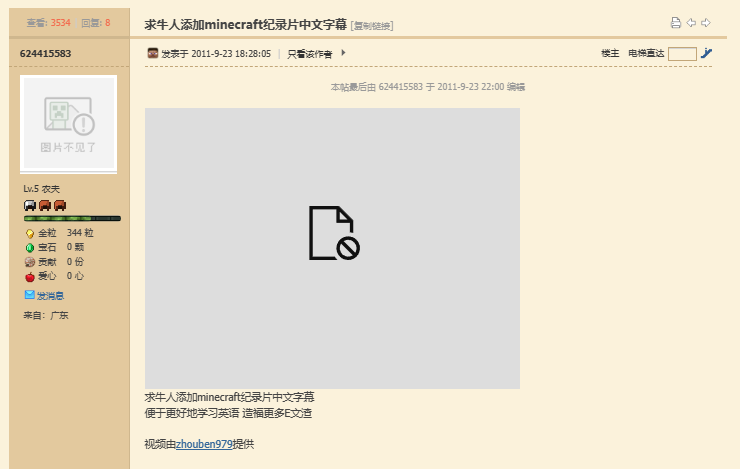 查看: 3534 回复: 8
求牛人添加minecraft纪录片中文字幕 [复制链接]
624415583
发表于 2011-9-23 18:28:05 | 只看该作者
楼主 电梯直达
本帖最后由 624415583 于 2011-9-23 22:00 编辑
图片不见了
Lv.5 农夫
金粒 344 粒
宝石 0 颗
贡献 0 份
爱心 0 心
发消息
来自: 广东
求牛人添加minecraft纪录片中文字幕
便于更好地学习英语 造福更多E文渣
视频由zhouben979提供